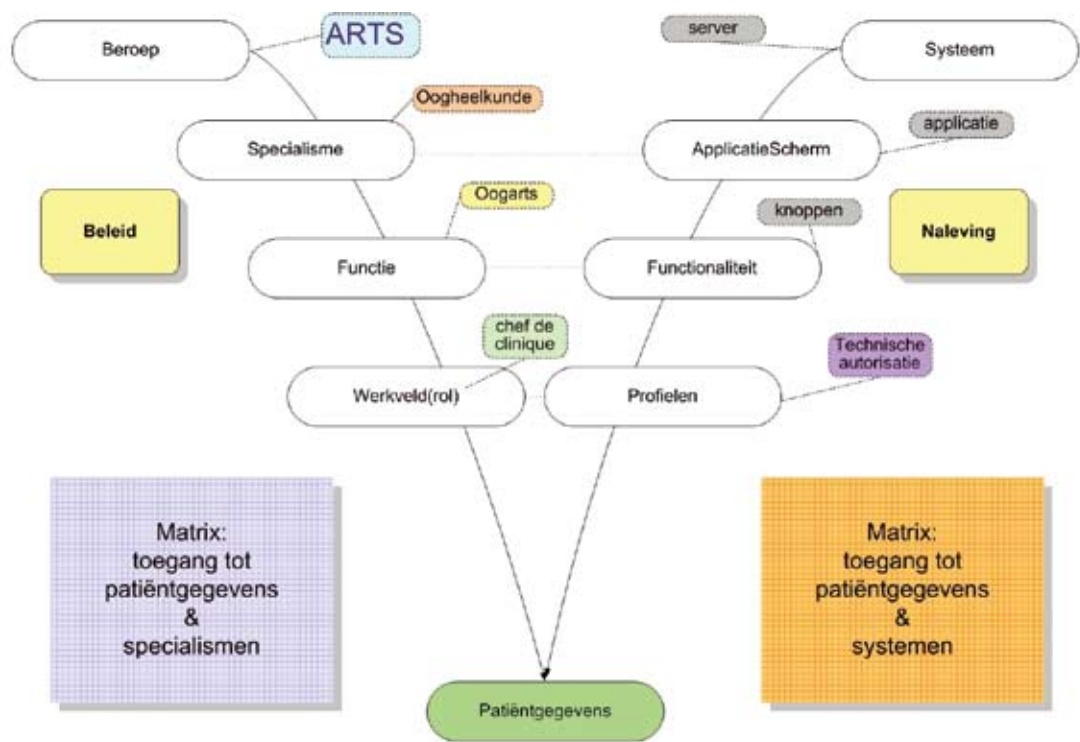 Beroep
ARTS
server
Systeem
Oogheelkunde
applicatie
Specialisme
ApplicatieScherm
Oogarts
knoppen
Beleid
Naleving
Functie
Functionaliteit
chef de
clinique
Technische
autorisatie
Werkveld(rol)
Profielen
Matrix:
toegang tot
patiëntgegevens
&
specialismen
Matrix:
toegang tot
patiëntgegevens
&
systemen
Patiëntgegevens